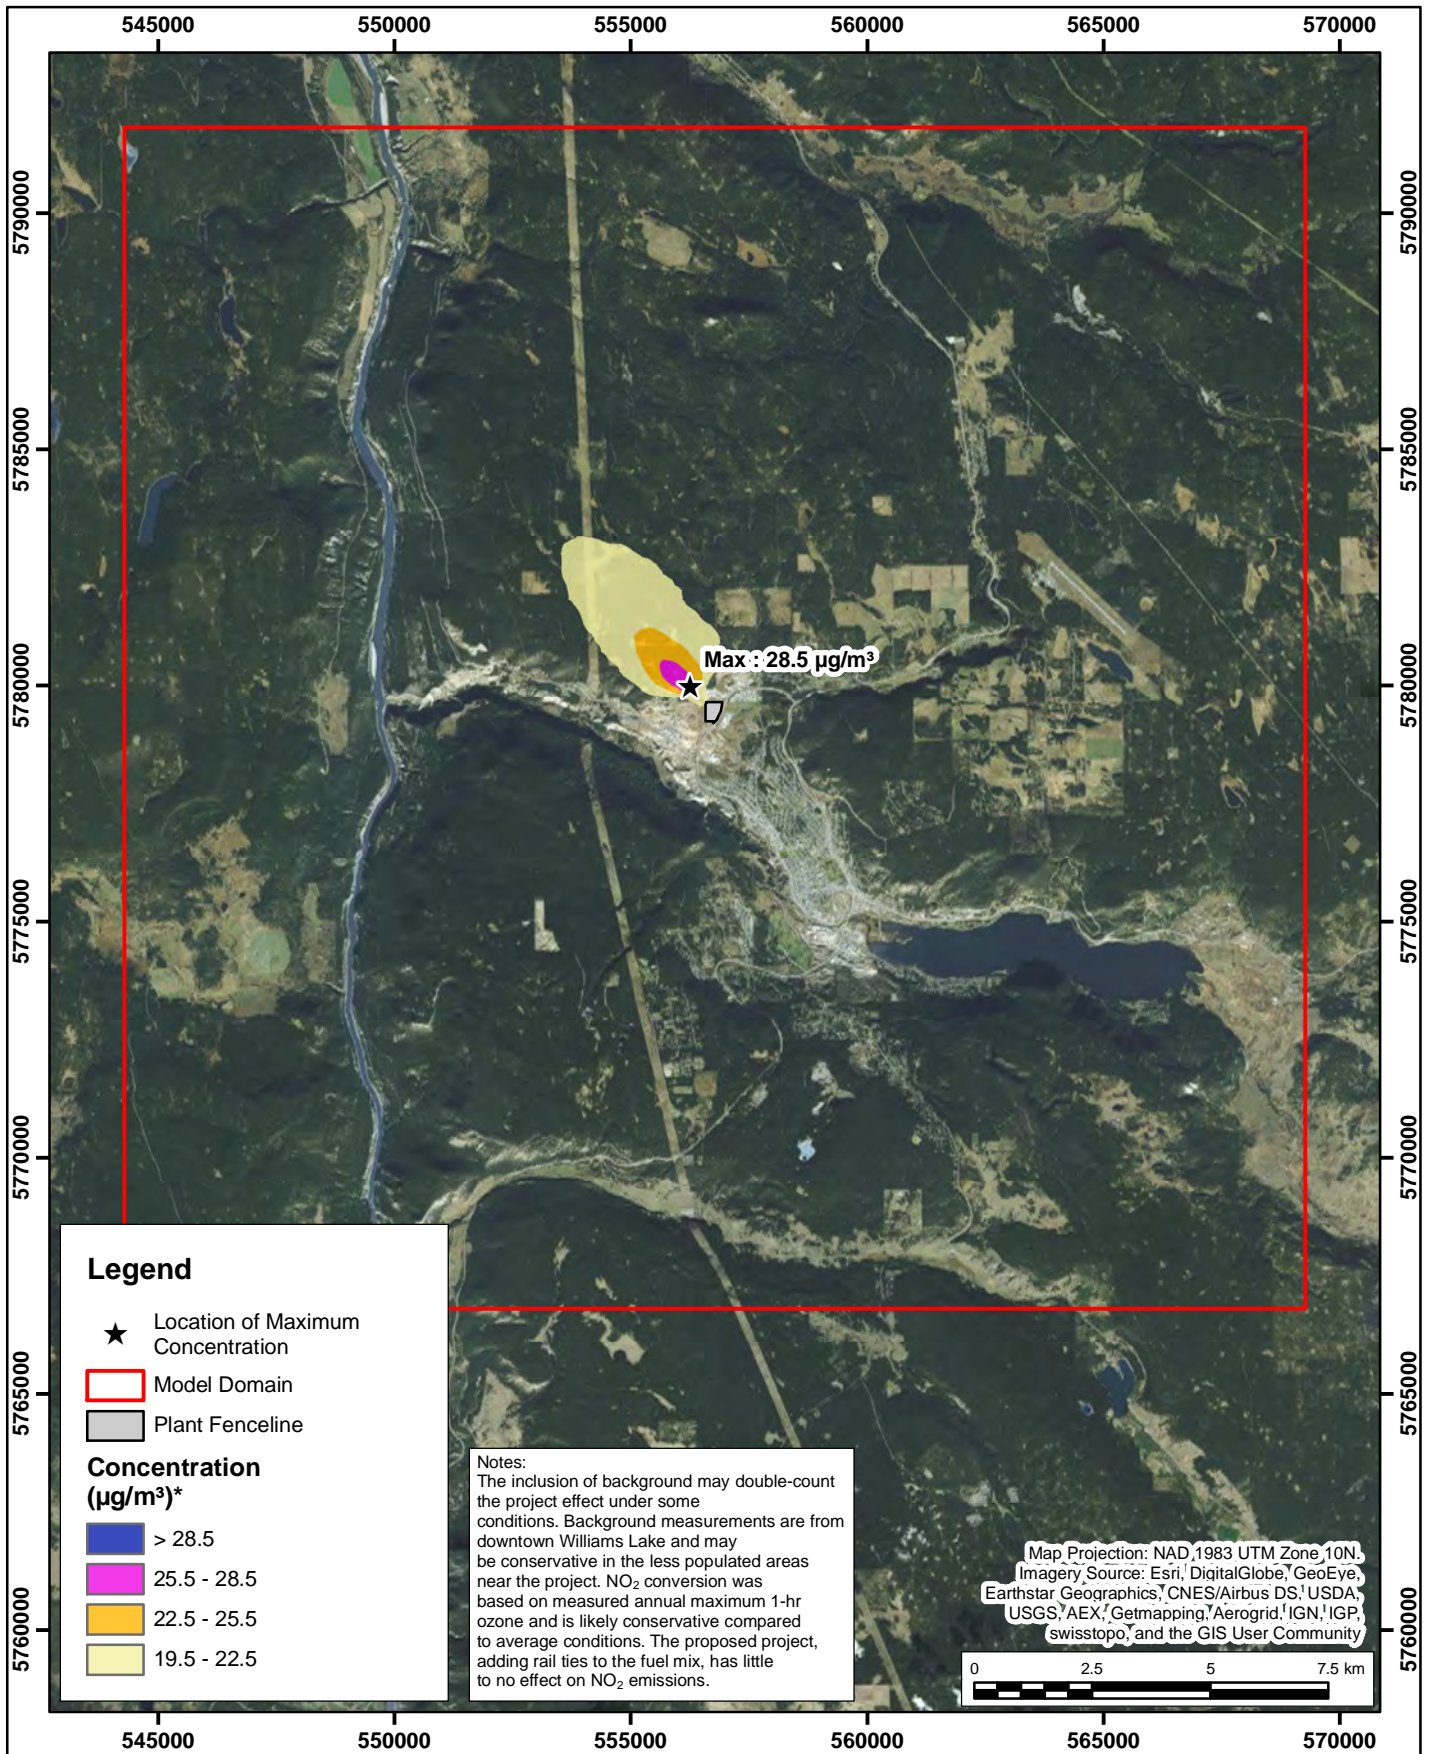 545000 550000 555000 560000 565000 570000
5790000
5785000
5780000
5775000
5770000
5765000
5760000
5790000
5785000
5780000
5775000
5770000
5765000
5760000
Max : 28.5 µg/m³
Legend
Location of Maximum
Concentration
Model Domain
Plant Fenceline
Concentration
(µg/m³)*
> 28.5
25.5 - 28.5
22.5 - 25.5
19.5 - 22.5
Notes:
The inclusion of background may double-count
the project effect under some
conditions. Background measurements are from
downtown Williams Lake and may
be conservative in the less populated areas
near the project. NO₂ conversion was
based on measured annual maximum 1-hr
ozone and is likely conservative compared
to average conditions. The proposed project,
adding rail ties to the fuel mix, has little
to no effect on NO₂ emissions.
Map Projection: NAD 1983 UTM Zone 10N.
Imagery Source: Esri, DigitalGlobe, GeoEye,
Earthstar Geographics, CNES/Airbus DS, USDA,
USGS, AEX, Getmapping, Aerogrid, IGN, IGP,
swisstopo, and the GIS User Community
0 2.5 5 7.5 km
545000 550000 555000 560000 565000 570000